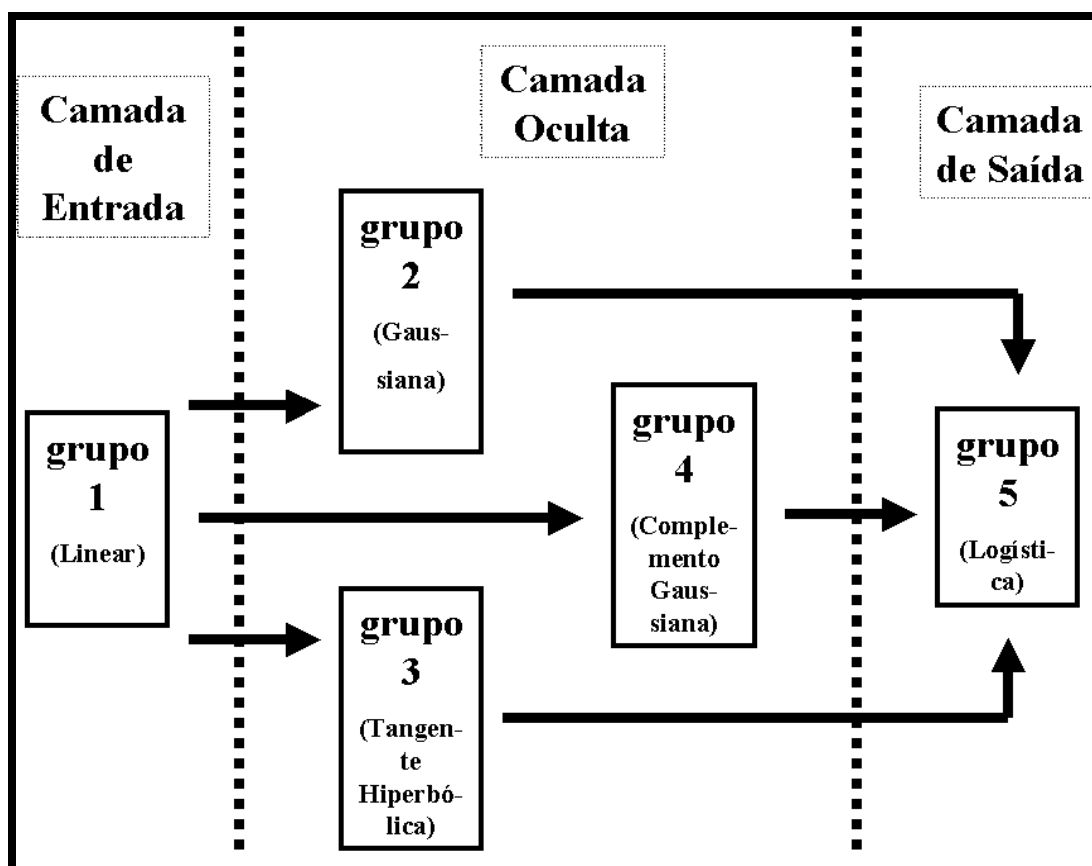 Camada
de
Entrada
Camada
Oculta
Camada
de Saída
grupo
1
(Linear)
grupo
2
(Gaus-
siana)
grupo
3
(Tangen-
te
Hiperbó-
lica)
grupo
4
(Comple-
mento
Gaus-
siana)
grupo
5
(Logísti-
ca)